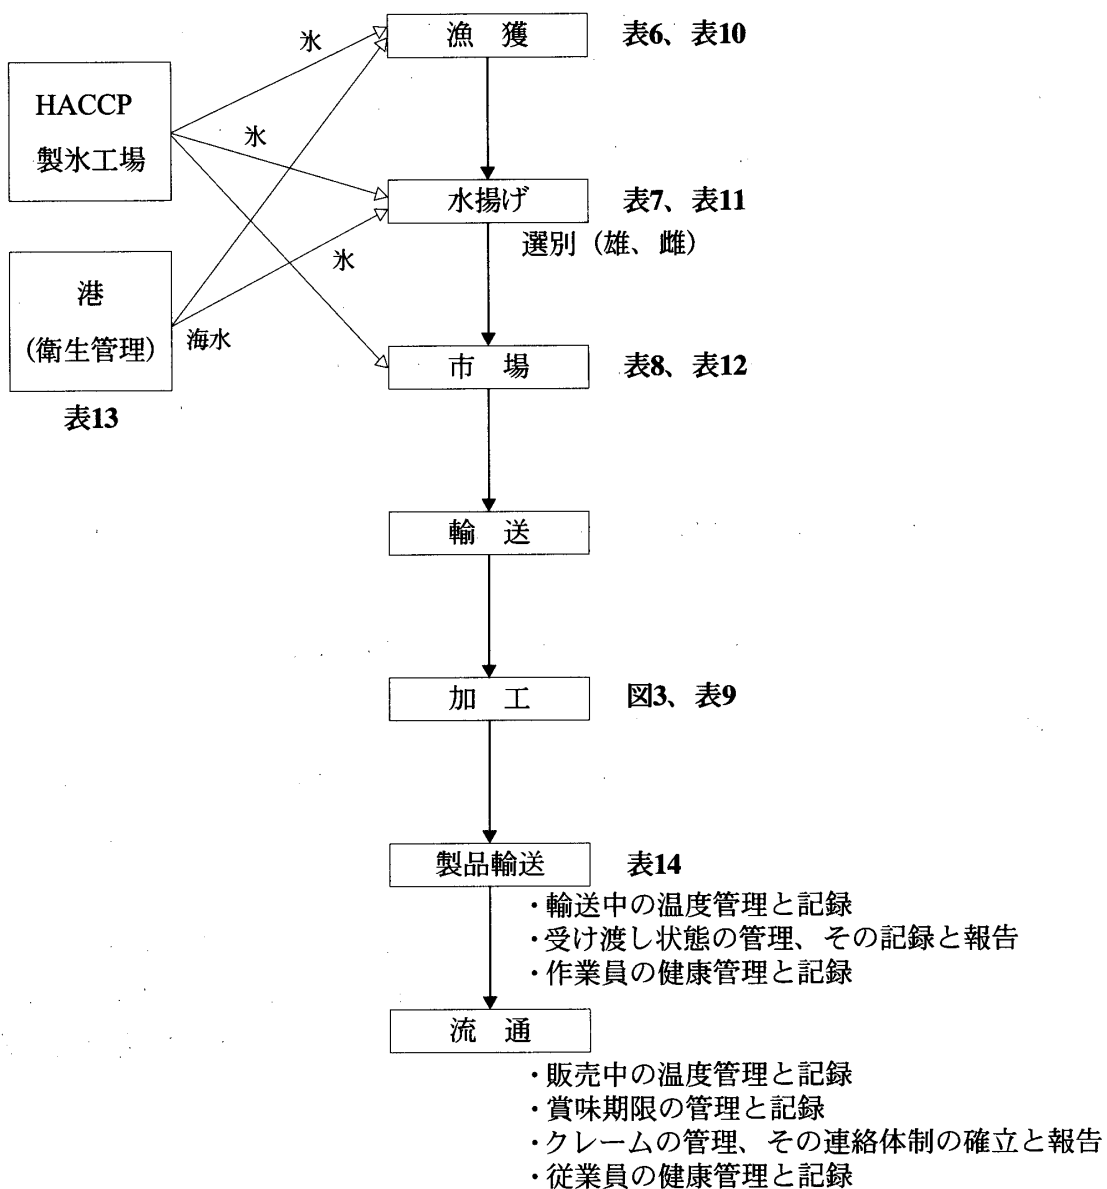 氷
漁　獲
表6、表10
HACCP
製氷工場
氷
水揚げ
表7、表11
選別（雄、雌）
氷
港
(衛生管理)
海水
市　場
表8、表12
表13
輸　送
加　工
図3、表9
製品輸送
表14
・輸送中の温度管理と記録
・受け渡し状態の管理、その記録と報告
・作業員の健康管理と記録
流　通
・販売中の温度管理と記録
・賞味期限の管理と記録
・クレームの管理、その連絡体制の確立と報告
・従業員の健康管理と記録